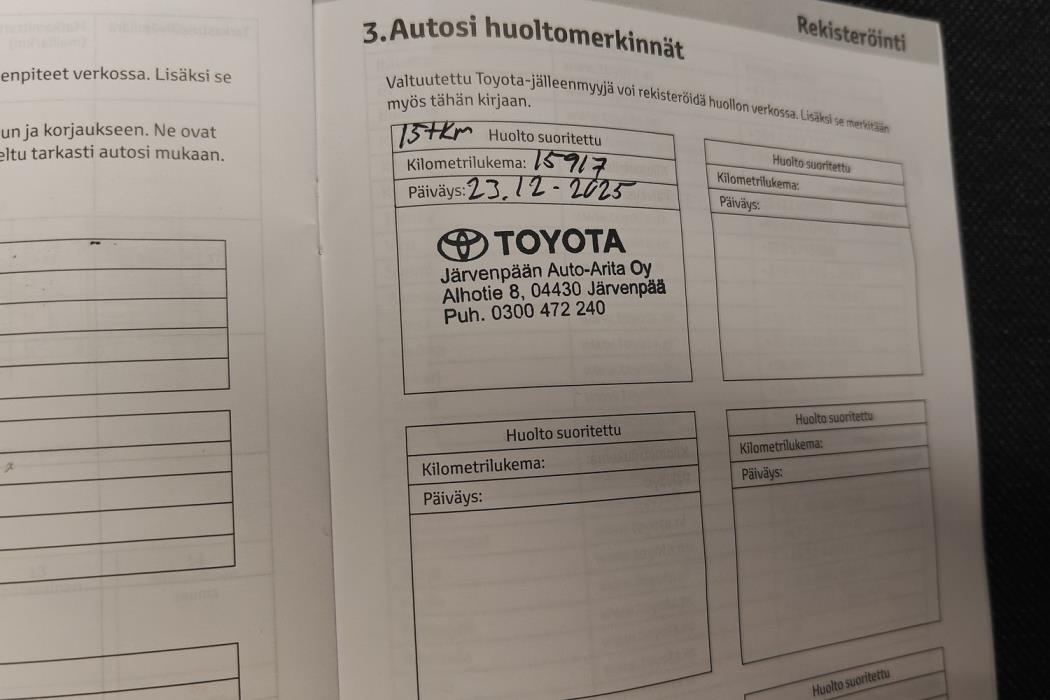 enpiteet verkossa. Lisäksi se
un ja korjaukseen. Ne ovat
eltu tarkasti autosi mukaan.
Rekisteröinti
3. Autosi huoltomerkinnät
Valtuutettu Toyota-jälleenmyyjä voi rekisteröidä huollon verkossa. Lisäksi se merkitään
myös tähän kirjaan.
15tkm Huolto suoritettu
Kilometrilukema: 15917
Päiväys: 23.12-2025
TOYOTA
Järvenpään Auto-Arita Oy
Alhotie 8, 04430 Järvenpää
Puh. 0300 472 240
Huolto suoritettu
Kilometrilukema:
Päiväys:
Huolto suoritettu
Kilometrilukema:
Päiväys:
Huolto suoritettu
Kilometrilukema:
Päiväys:
Huolto suoritettu